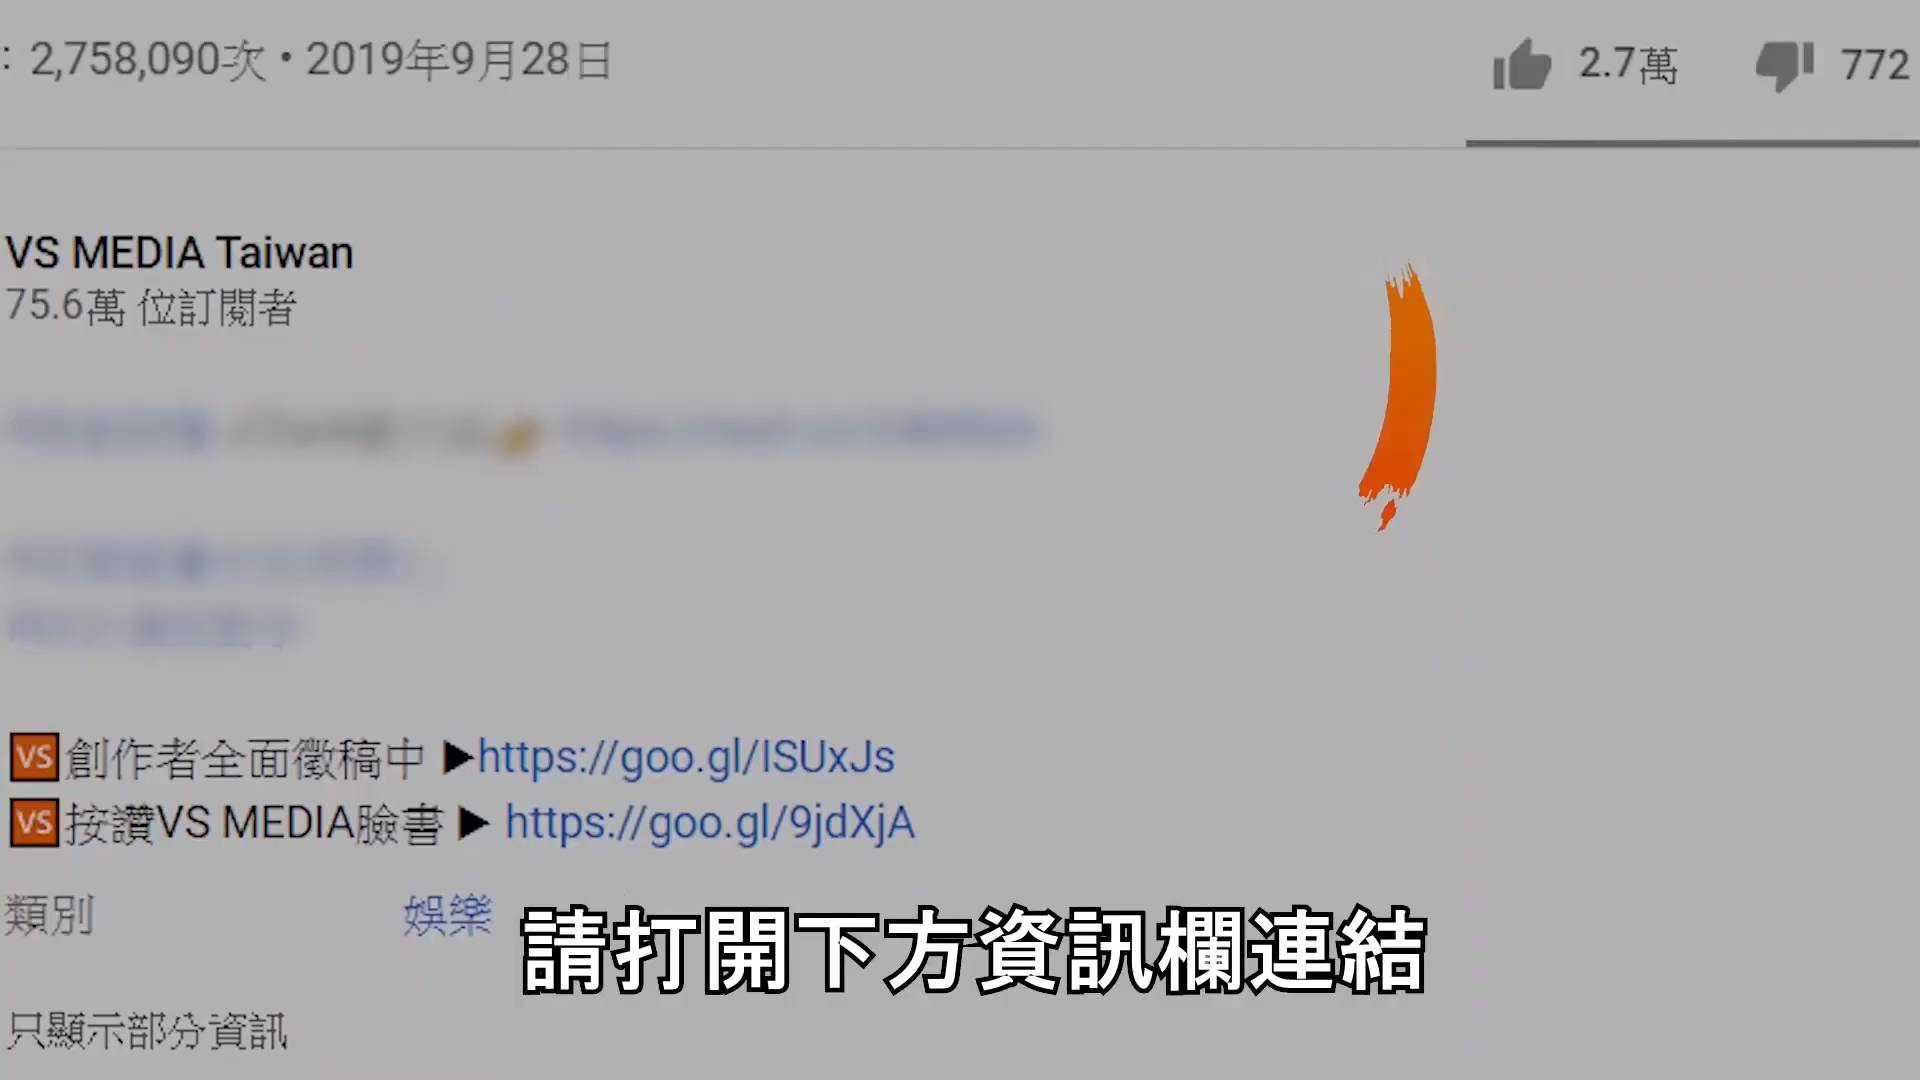 : 2,758,090次 • 2019年9月28日
2.7萬 772
VS MEDIA Taiwan
75.6萬 位訂閱者
VS創作者全面徵稿中 ▶https://goo.gl/ISUxJs
VS按讚VS MEDIA臉書 ▶ https://goo.gl/9jdXjA
類別 娛樂
請打開下方資訊欄連結
只顯示部分資訊